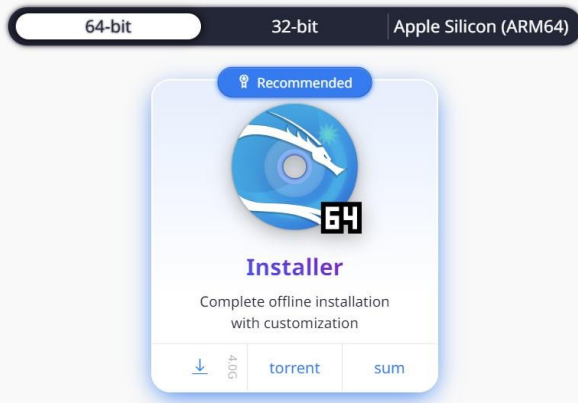 64-bit
32-bit
Apple Silicon (ARM64)
Recommended
64
Installer
Complete offline installation
with customization
4.0G
torrent
sum